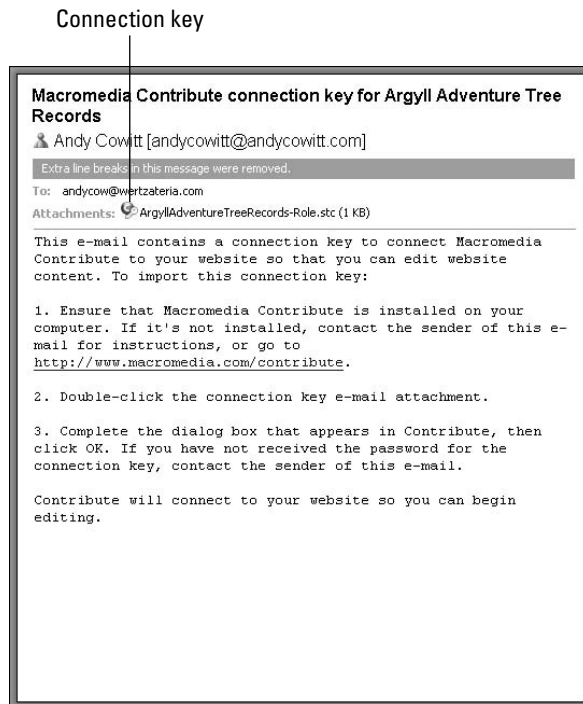 Connection key
Macromedia Contribute connection key for Argyll Adventure Tree
Records
Andy Cowitt [andycowitt@andycowitt.com]
Extra line breaks in this message were removed.
To: andycow@wertzateria.com
Attachments: ArgyllAdventureTreeRecords-Role.stc (1 KB)
This e-mail contains a connection key to connect Macromedia
Contribute to your website so that you can edit website
content. To import this connection key:
1. Ensure that Macromedia Contribute is installed on your
computer. If it's not installed, contact the sender of this e-
mail for instructions, or go to
http://www.macromedia.com/contribute.
2. Double-click the connection key e-mail attachment.
3. Complete the dialog box that appears in Contribute, then
click OK. If you have not received the password for the
connection key, contact the sender of this e-mail.
Contribute will connect to your website so you can begin
editing.